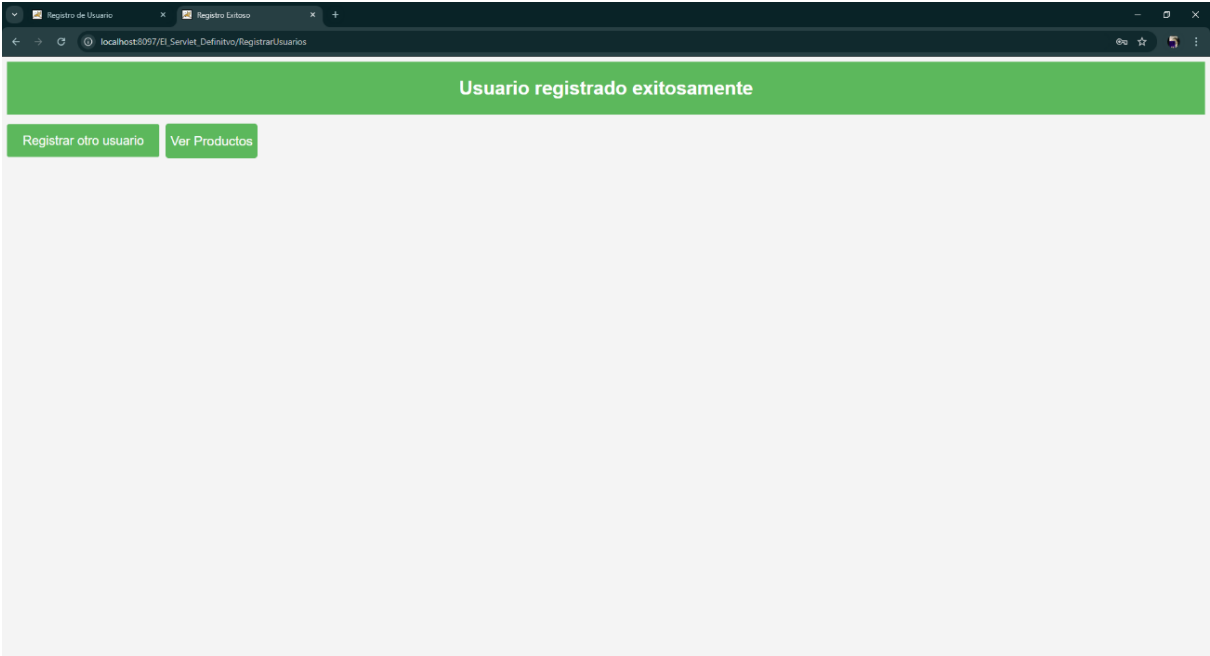 Registro de Usuario
Registro Exitoso
localhost:8097/El_Servlet_Definitvo/RegistrarUsuarios
Usuario registrado exitosamente
Registrar otro usuario
Ver Productos